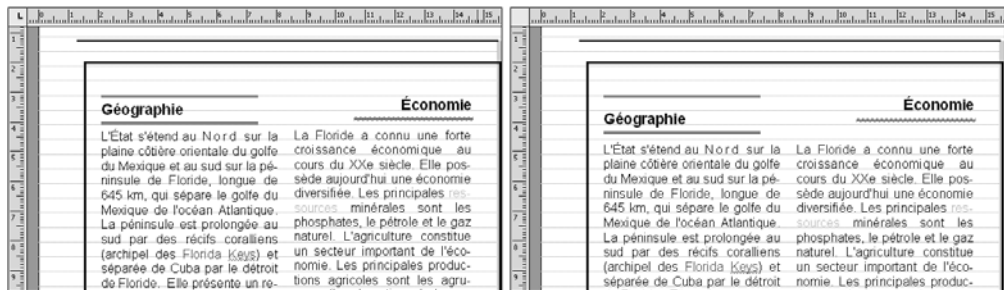 Géographie
L'État s'étend au Nord sur la
plaine côtière orientale du golfe
du Mexique et au sud sur la pé-
ninsule de Floride, longue de
645 km, qui sépare le golfe du
Mexique de l'océan Atlantique.
La péninsule est prolongée au
sud par des récifs coralliens
(archipel des Florida Keys) et
séparée de Cuba par le détroit
de Floride. Elle présente un re-
Économie
La Floride a connu une forte
croissance économique au
cours du XXe siècle. Elle pos-
sède aujourd'hui une économie
diversifiée. Les principales res-
sources minérales sont les
phosphates, le pétrole et le gaz
naturel. L'agriculture constitue
un secteur important de l'éco-
nomie. Les principales produc-
tions agricoles sont les agru-
Géographie
L'État s'étend au Nord sur la
plaine côtière orientale du golfe
du Mexique et au sud sur la pé-
ninsule de Floride, longue de
645 km, qui sépare le golfe du
Mexique de l'océan Atlantique.
La péninsule est prolongée au
sud par des récifs coralliens
(archipel des Florida Keys) et
séparée de Cuba par le détroit
Économie
La Floride a connu une forte
croissance économique au
cours du XXe siècle. Elle pos-
sède aujourd'hui une économie
diversifiée. Les principales res-
sources minérales sont les
phosphates, le pétrole et le gaz
naturel. L'agriculture constitue
un secteur important de l'éco-
nomie. Les principales produc-